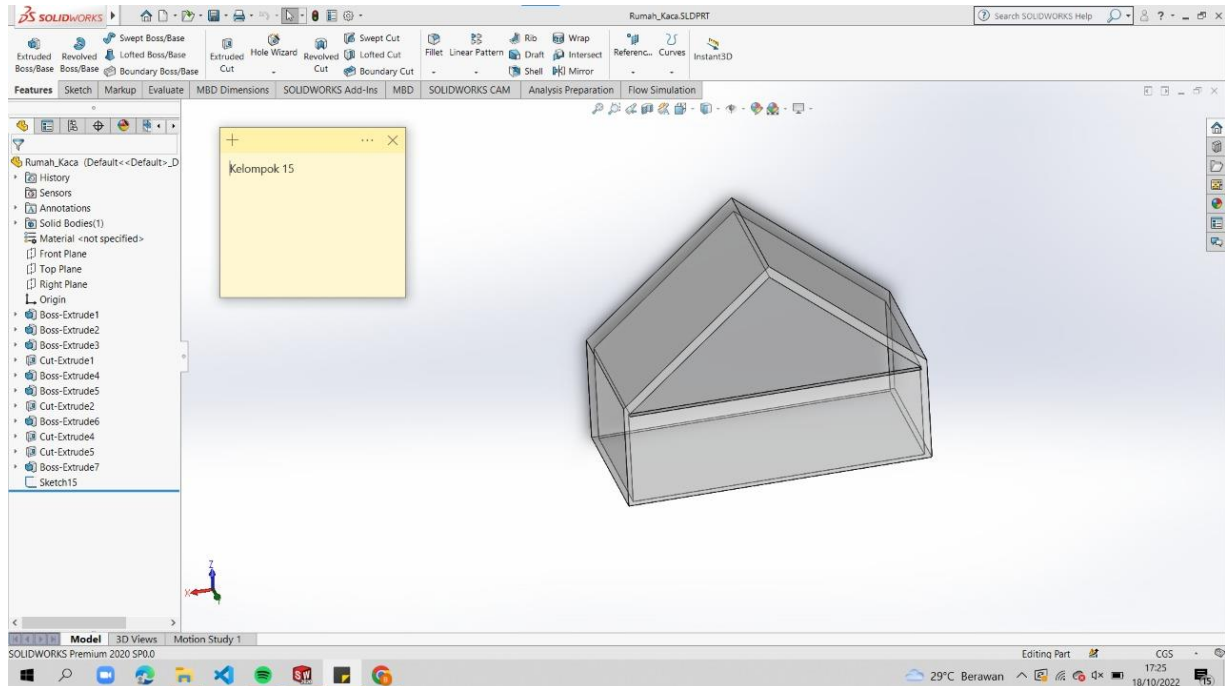 SOLIDWORKS
Rumah_Kaca.SLDPRT
Search SOLIDWORKS Help
Extruded Boss/Base
Revolved Boss/Base
Swept Boss/Base
Lofted Boss/Base
Boundary Boss/Base
Extruded Cut
Hole Wizard
Revolved Cut
Swept Cut
Lofted Cut
Boundary Cut
Fillet
Linear Pattern
Rib
Draft
Shell
Wrap
Intersect
Mirror
Referenc...
Curves
Instant3D
Features Sketch Markup Evaluate MBD Dimensions SOLIDWORKS Add-Ins MBD SOLIDWORKS CAM Analysis Preparation Flow Simulation
Rumah_Kaca (Default<<Default>_D
History
Sensors
Annotations
Solid Bodies(1)
Material <not specified>
Front Plane
Top Plane
Right Plane
Origin
Boss-Extrude1
Boss-Extrude2
Boss-Extrude3
Cut-Extrude1
Boss-Extrude4
Boss-Extrude5
Cut-Extrude2
Boss-Extrude6
Cut-Extrude4
Cut-Extrude5
Boss-Extrude7
Sketch15
Kelompok 15
Z
X
Model 3D Views Motion Study 1
SOLIDWORKS Premium 2020 SP0.0
Editing Part
CGS
29°C Berawan
17:25
18/10/2022